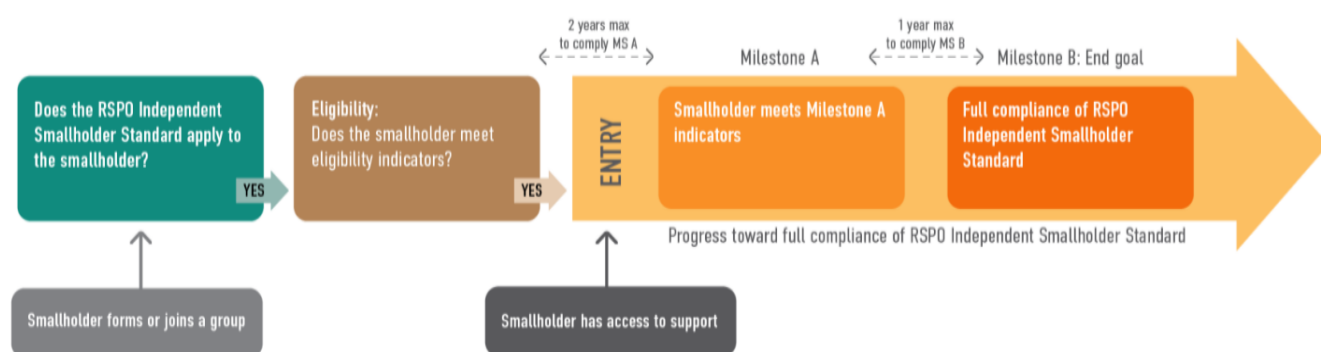 2 years max
to comply MS A
1 year max
to comply MS B
Milestone A
Milestone B: End goal
Does the RSPO Independent
Smallholder Standard apply to
the smallholder?
YES
Eligibility:
Does the smallholder meet
eligibility indicators?
YES
ENTRY
Smallholder meets Milestone A
indicators
Full compliance of RSPO
Independent Smallholder
Standard
Progress toward full compliance of RSPO Independent Smallholder Standard
Smallholder forms or joins a group
Smallholder has access to support